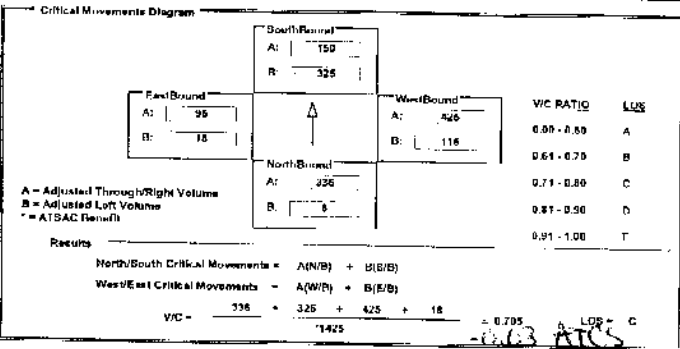 Critical Movements Diagram
SouthBound
A: 150
B: 325
EastBound
A: 95
B: 18
WestBound
A: 425
B: 116
NorthBound
A: 336
B: 8
V/C RATIO LOS
0.00 - 0.60 A
0.61 - 0.70 B
0.71 - 0.80 C
0.81 - 0.90 D
0.91 - 1.00
A = Adjusted Through/Right Volume
B = Adjusted Left Volume
* = ATSAC Benefit
Results
North/South Critical Movements = A(N/B) + B(S/B)
West/East Critical Movements = A(W/B) + B(E/B)
V/C = 336 + 325 + 425 + 18
*1425
= 0.705 LOS = C
ATCS